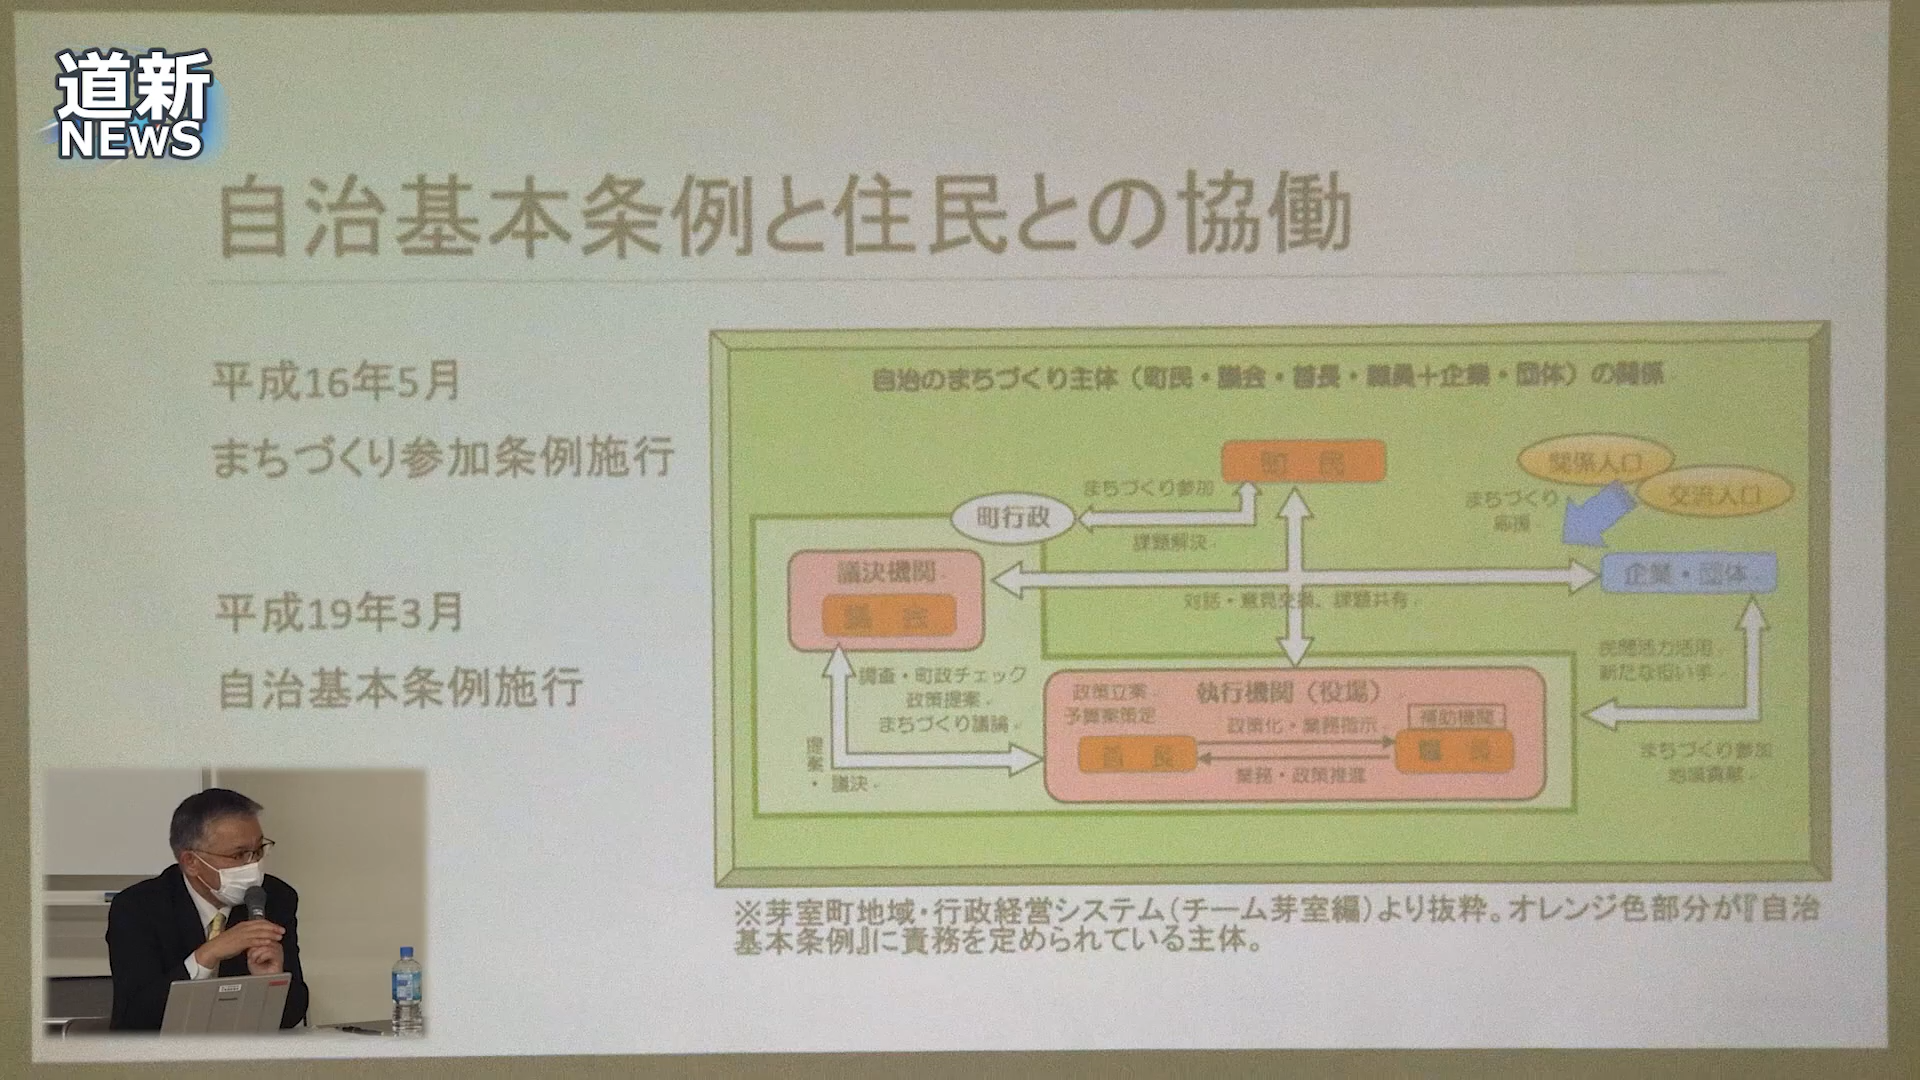 道新
NEWS
自治基本条例と住民との協働
平成16年5月
まちづくり参加条例施行
平成19年3月
自治基本条例施行
自治のまちづくり主体（町民・議会・首長・職員＋企業・団体）の関係
町 民
関係人口
交流人口
まちづくり
応援
まちづくり参加
町行政
課題解決
議決機関
議 会
企業・団体
対話・意見交換、課題共有
民間活力活用
新たな担い手
調査・町政チェック
政策提案
まちづくり議論
提案・議決
政策立案
予算案策定
執行機関（役場）
政策化・業務指示
補助機関
首 長
職 員
業務・政策推進
まちづくり参加
地域貢献
※芽室町地域・行政経営システム（チーム芽室編）より抜粋。オレンジ色部分が『自治
基本条例』に責務を定められている主体。